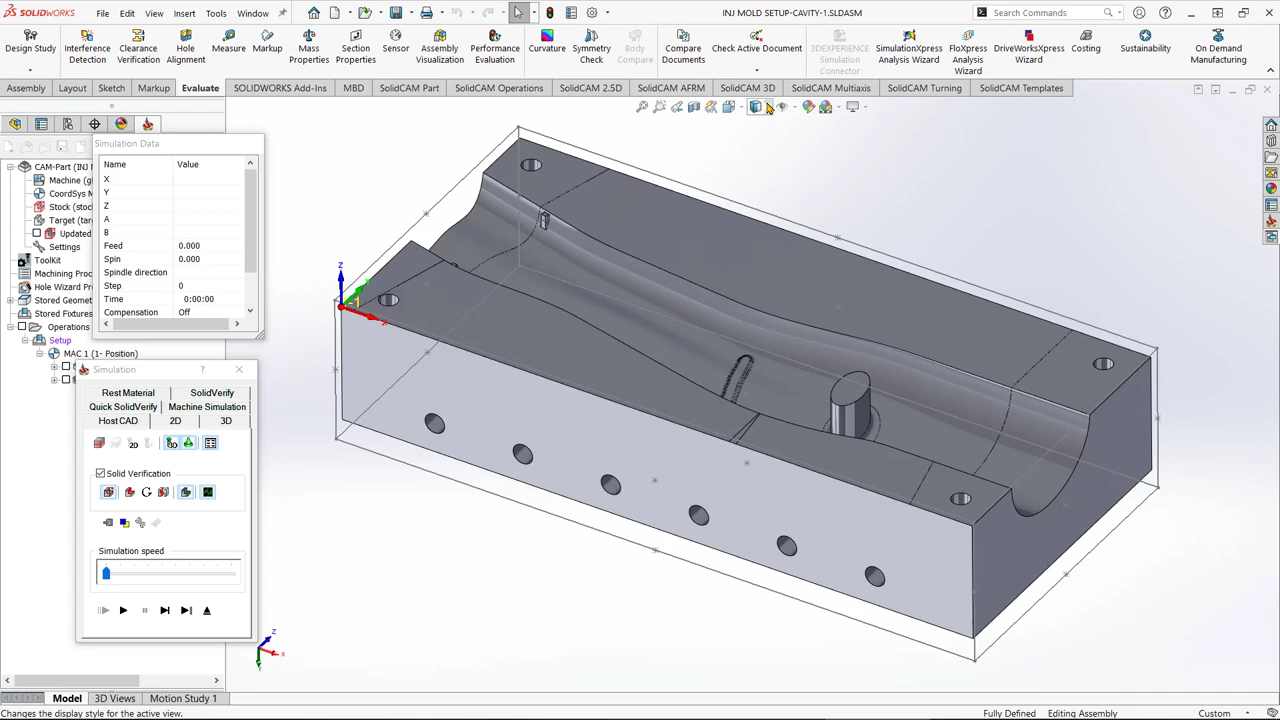 SOLIDWORKS File Edit View Insert Tools Window INJ MOLD SETUP-CAVITY-1.SLDASM Search Commands
Design Study
Interference Detection
Clearance Verification
Hole Alignment
Measure
Markup
Mass Properties
Section Properties
Sensor
Assembly Visualization
Performance Evaluation
Curvature
Symmetry Check
Body Compare
Compare Documents
Check Active Document
3DEXPERIENCE Simulation Connector
SimulationXpress Analysis Wizard
FloXpress Analysis Wizard
DriveWorksXpress Wizard
Costing
Sustainability
On Demand Manufacturing
Assembly Layout Sketch Markup Evaluate SOLIDWORKS Add-Ins MBD SolidCAM Part SolidCAM Operations SolidCAM 2.5D SolidCAM AFRM SolidCAM 3D SolidCAM Multiaxis SolidCAM Turning SolidCAM Templates
CAM-Part (INJ M
Machine (g
CoordSys M
Stock (stoc
Target (tar
Updated
Settings
ToolKit
Machining Proc
Hole Wizard Pr
Stored Geomet
Stored Fixtures
Operations
Setup
MAC 1 (1- Position)
Simulation Data
Name Value
X
Y
Z
A
B
Feed 0.000
Spin 0.000
Spindle direction
Step 0
Time 0:00:00
Compensation Off
Simulation ?
Rest Material SolidVerify
Quick SolidVerify Machine Simulation
Host CAD 2D 3D
2D 3D
Solid Verification
Simulation speed
Z
X
1
Z
X
Y
Model 3D Views Motion Study 1
Changes the display style for the active view. Fully Defined Editing Assembly Custom